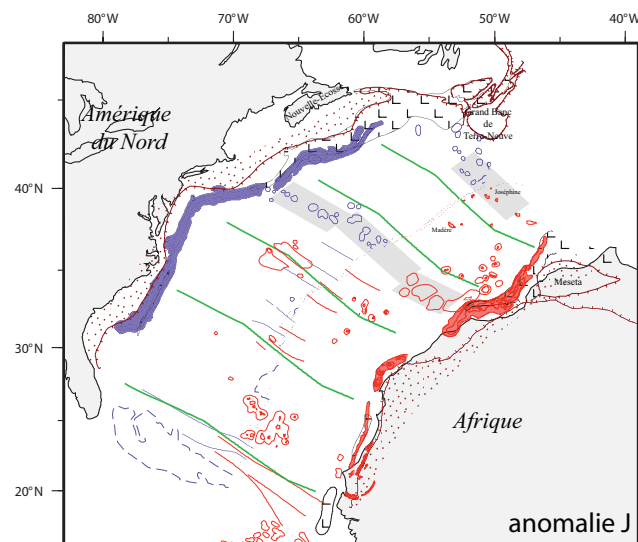 80°W
70°W
60°W
50°W
40°W
Amérique
du Nord
Nouvelle-Ecosse
Grand Banc
de
Terre-Neuve
40°N
Joséphine
Madère
Meseta
30°N
Afrique
20°N
anomalie J